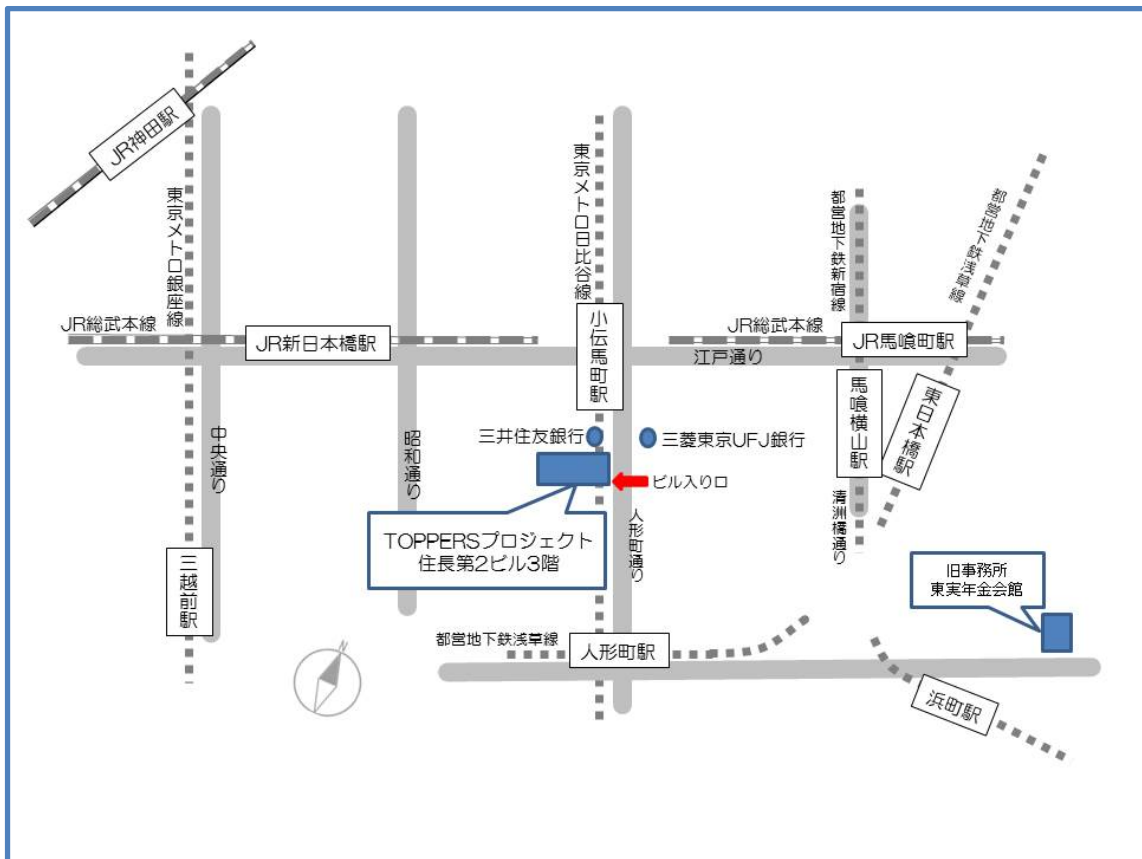 JR神田駅
東京メトロ銀座線
東京メトロ日比谷線
都営地下鉄新宿線
都営地下鉄浅草線
JR総武本線
JR新日本橋駅
小伝馬町駅
JR総武本線
JR馬喰町駅
江戸通り
中央通り
昭和通り
三井住友銀行
三菱東京UFJ銀行
馬喰横山駅
東日本橋駅
ビル入り口
人形町通り
清洲橋通り
TOPPERSプロジェクト
住長第2ビル3階
三越前駅
旧事務所
東実年金会館
都営地下鉄浅草線
人形町駅
N
浜町駅